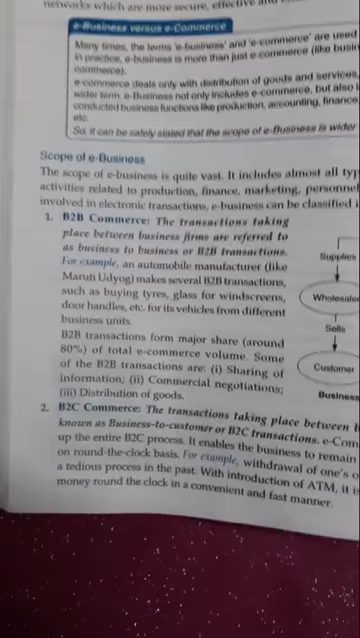 networks which are more secure, effective and
e-Business versus e-Commerce
Many times, the terms 'e-business' and 'e-commerce' are used
in practice, e-business is more than just e-commerce (like busin
commerce).
e-commerce deals only with distribution of goods and services,
wider term. e-Business not only includes e-commerce, but also i
conducted business functions like production, accounting, finance
etc.
So, it can be safely stated that the scope of e-Business is wider
Scope of e-Business
The scope of e-business is quite vast. It includes almost all typ
activities related to production, finance, marketing, personnel
involved in electronic transactions, e-business can be classified i
1. B2B Commerce: The transactions taking
place between business firms are referred to
as business to business or B2B transactions.
For example, an automobile manufacturer (like
Maruti Udyog) makes several B2B transactions,
such as buying tyres, glass for windscreens,
door handles, etc. for its vehicles from different
business units.
B2B transactions form major share (around
80%) of total e-commerce volume. Some
of the B2B transactions are: (i) Sharing of
information; (ii) Commercial negotiations;
(iii) Distribution of goods.
Supplies
Wholesaler
Sells
Customer
Business
2. B2C Commerce: The transactions taking place between b
known as Business-to-customer or B2C transactions. e-Com
up the entire B2C process. It enables the business to remain
on round-the-clock basis. For example, withdrawal of one's o
a tedious process in the past. With introduction of ATM, it is
money round the clock in a convenient and fast manner.